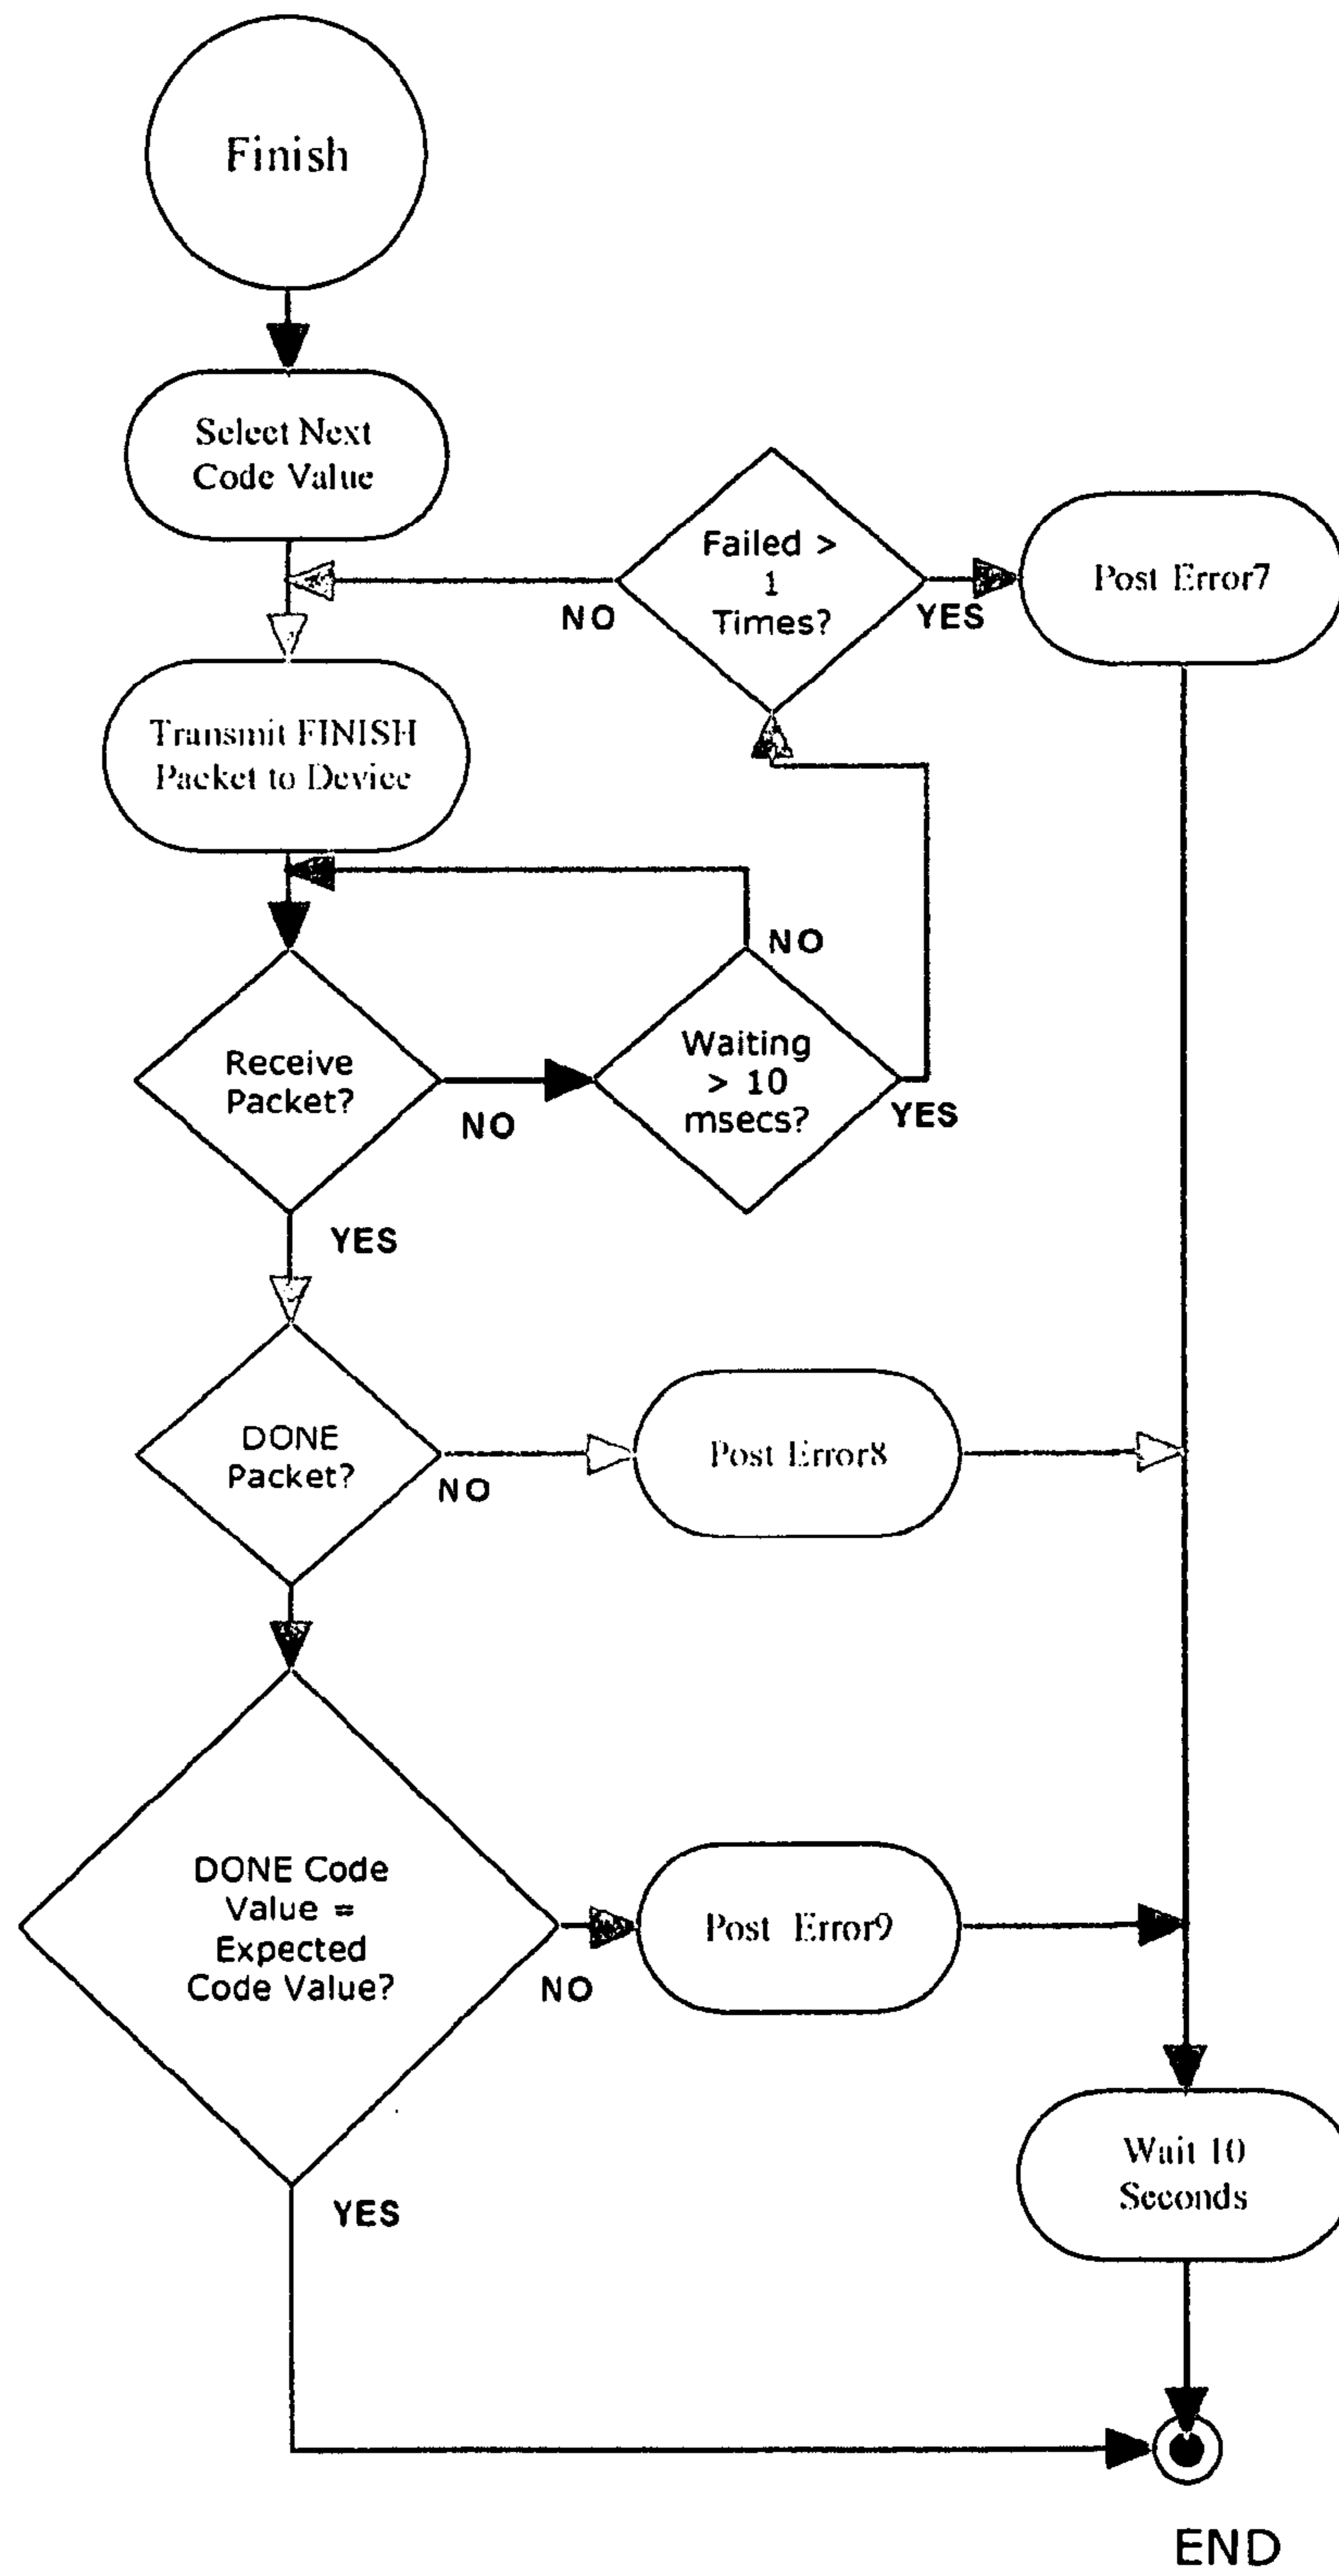 Finish
Select Next
Code Value
Failed >
1
Times?
NO
YES
Post Error7
Transmit FINISH
Packet to Device
NO
Receive
Packet?
NO
Waiting
> 10
msecs?
YES
YES
DONE
Packet?
NO
Post Error8
DONE Code
Value =
Expected
Code Value?
NO
Post Error9
YES
Wait 10
Seconds
END